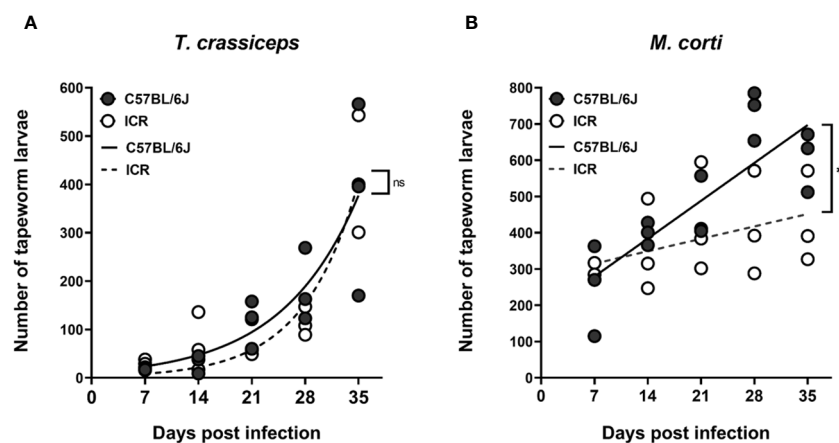 A
T. crassiceps
Number of tapeworm larvae
600
500
400
300
200
100
0
C57BL/6J
ICR
C57BL/6J
ICR
ns
0 7 14 21 28 35
Days post infection
B
M. corti
Number of tapeworm larvae
800
700
600
500
400
300
200
100
0
C57BL/6J
ICR
C57BL/6J
ICR
0 7 14 21 28 35
Days post infection